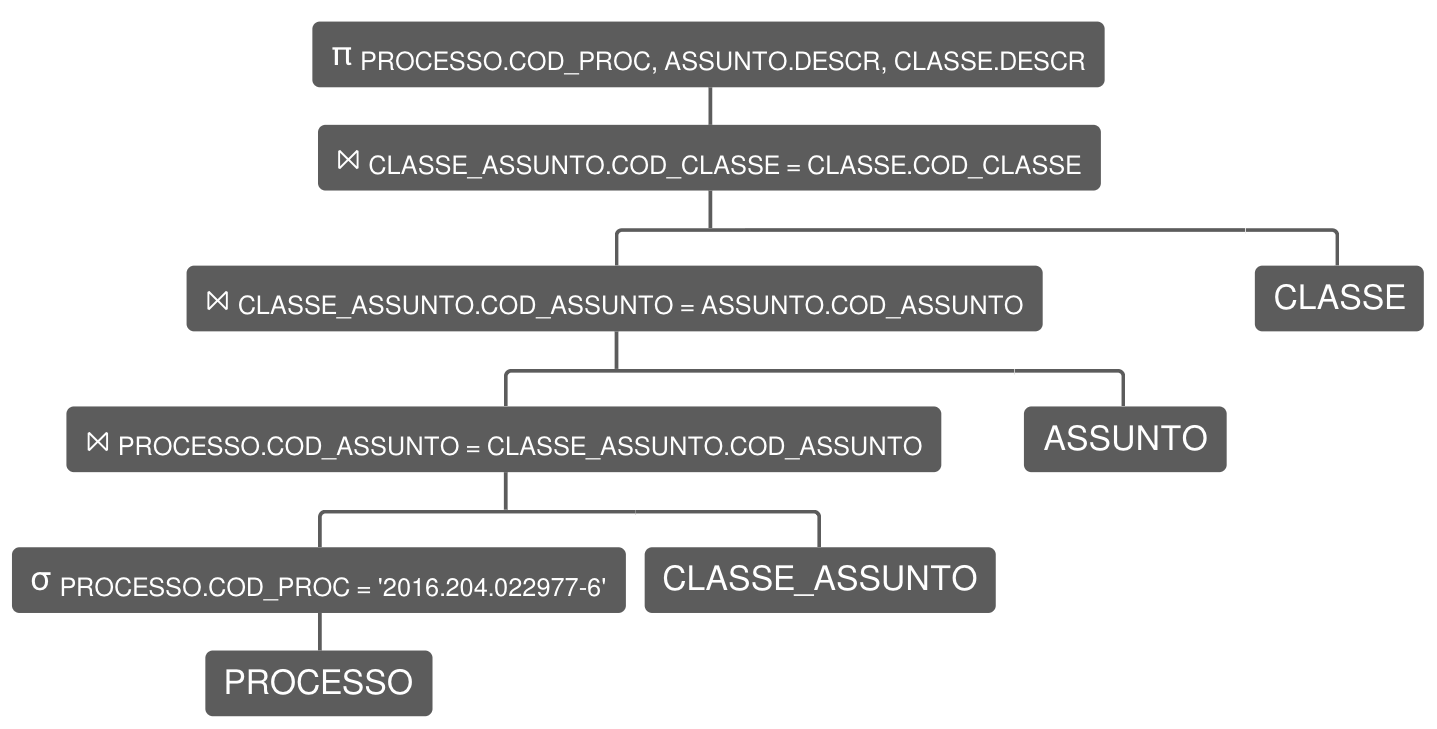 π PROCESSO.COD_PROC, ASSUNTO.DESCR, CLASSE.DESCR
⋈ CLASSE_ASSUNTO.COD_CLASSE = CLASSE.COD_CLASSE
⋈ CLASSE_ASSUNTO.COD_ASSUNTO = ASSUNTO.COD_ASSUNTO
CLASSE
⋈ PROCESSO.COD_ASSUNTO = CLASSE_ASSUNTO.COD_ASSUNTO
ASSUNTO
σ PROCESSO.COD_PROC = '2016.204.022977-6'
CLASSE_ASSUNTO
PROCESSO